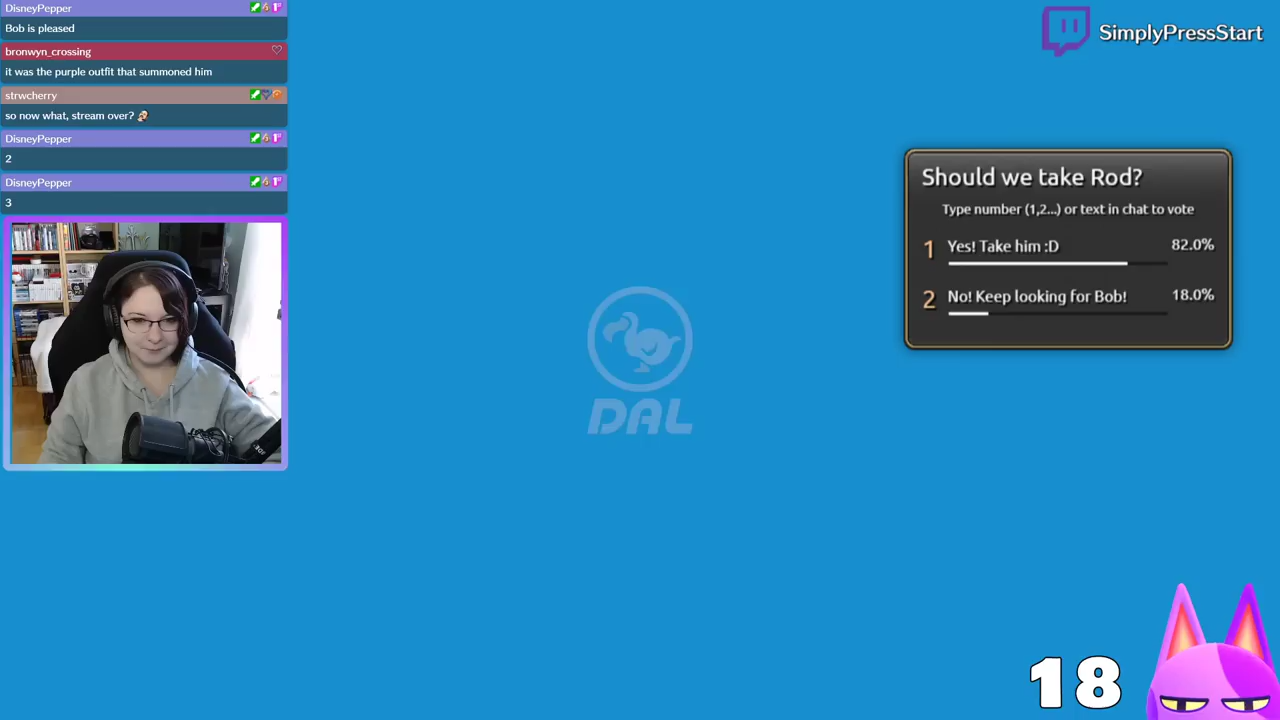 DisneyPepper
Bob is pleased
bronwyn_crossing
it was the purple outfit that summoned him
strwcherry
so now what, stream over?
DisneyPepper
2
DisneyPepper
3
SimplyPressStart
Should we take Rod?
Type number (1,2...) or text in chat to vote
1 Yes! Take him :D 82.0%
2 No! Keep looking for Bob! 18.0%
DAL
18